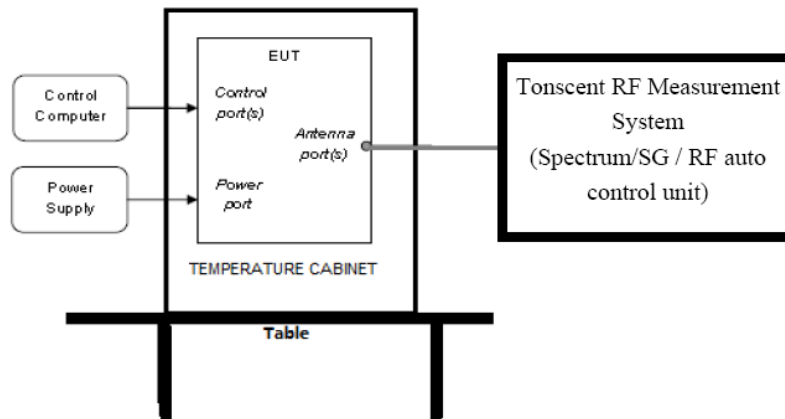 EUT
Control
Computer
Control
port(s)
Antenna
port(s)
Power
Supply
Power
port
TEMPERATURE CABINET
Table
Tonscent RF Measurement
System
(Spectrum/SG / RF auto
control unit)